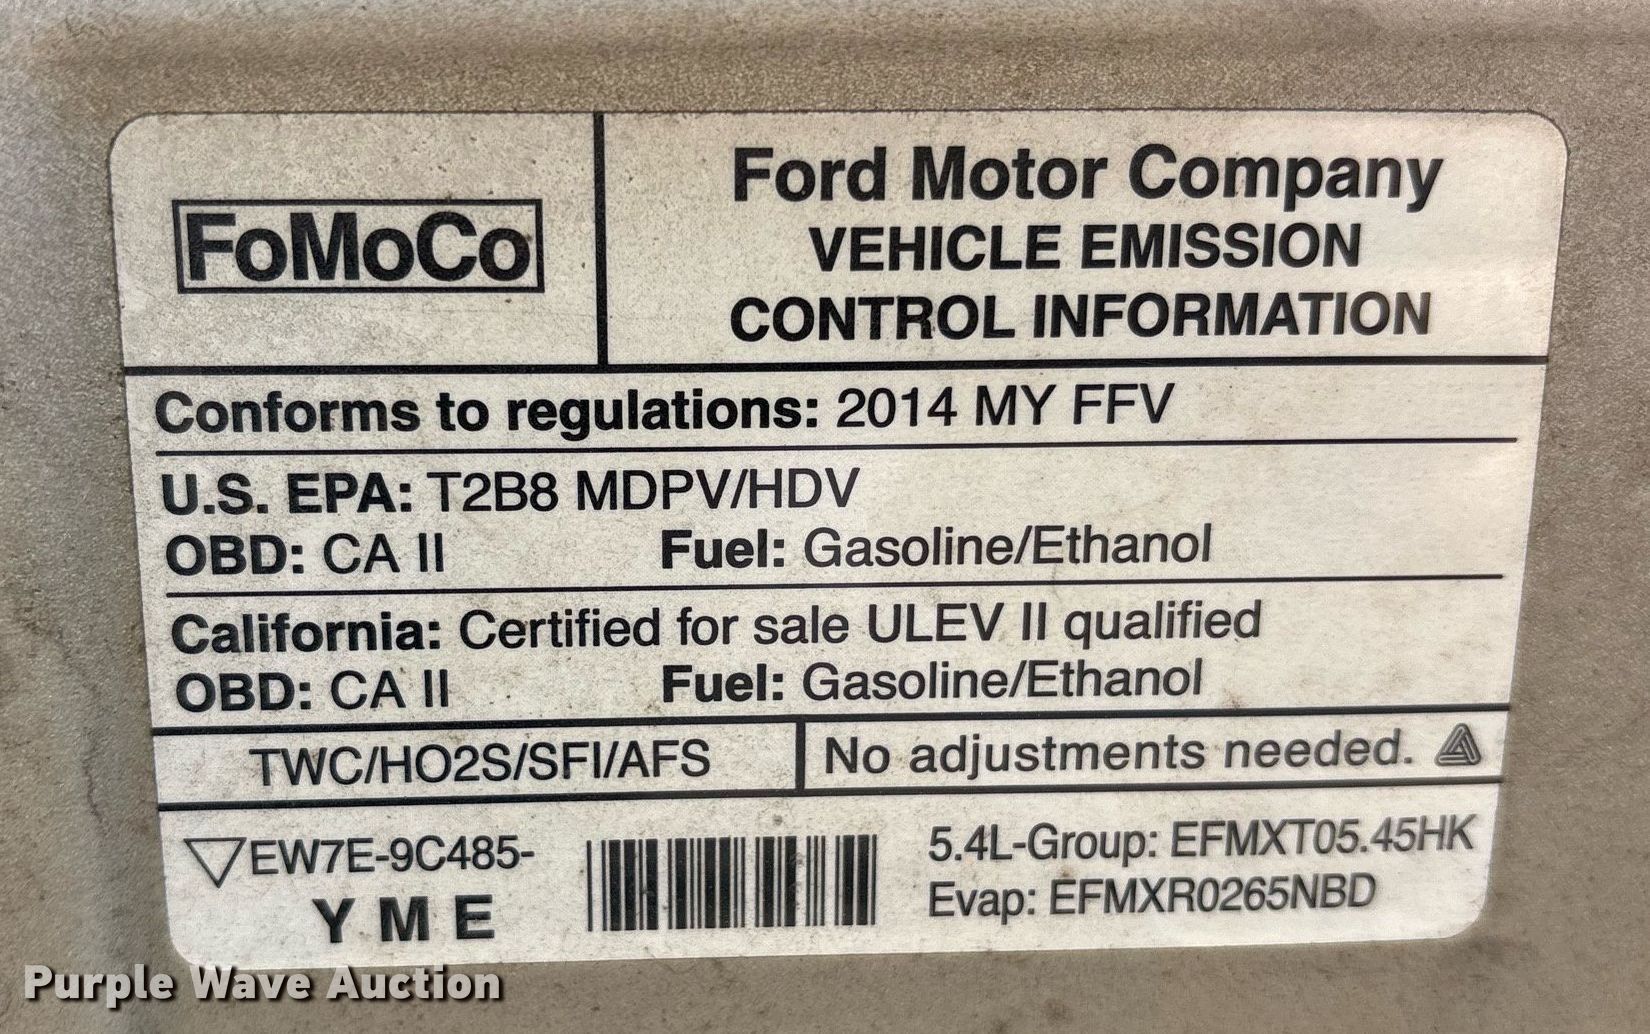 FoMoCo
Ford Motor Company
VEHICLE EMISSION
CONTROL INFORMATION
Conforms to regulations: 2014 MY FFV
U.S. EPA: T2B8 MDPV/HDV
OBD: CA II Fuel: Gasoline/Ethanol
California: Certified for sale ULEV II qualified
OBD: CA II Fuel: Gasoline/Ethanol
TWC/HO2S/SFI/AFS No adjustments needed.
EW7E-9C485-
YME
5.4L-Group: EFMXT05.45HK
Evap: EFMXR0265NBD
Purple Wave Auction